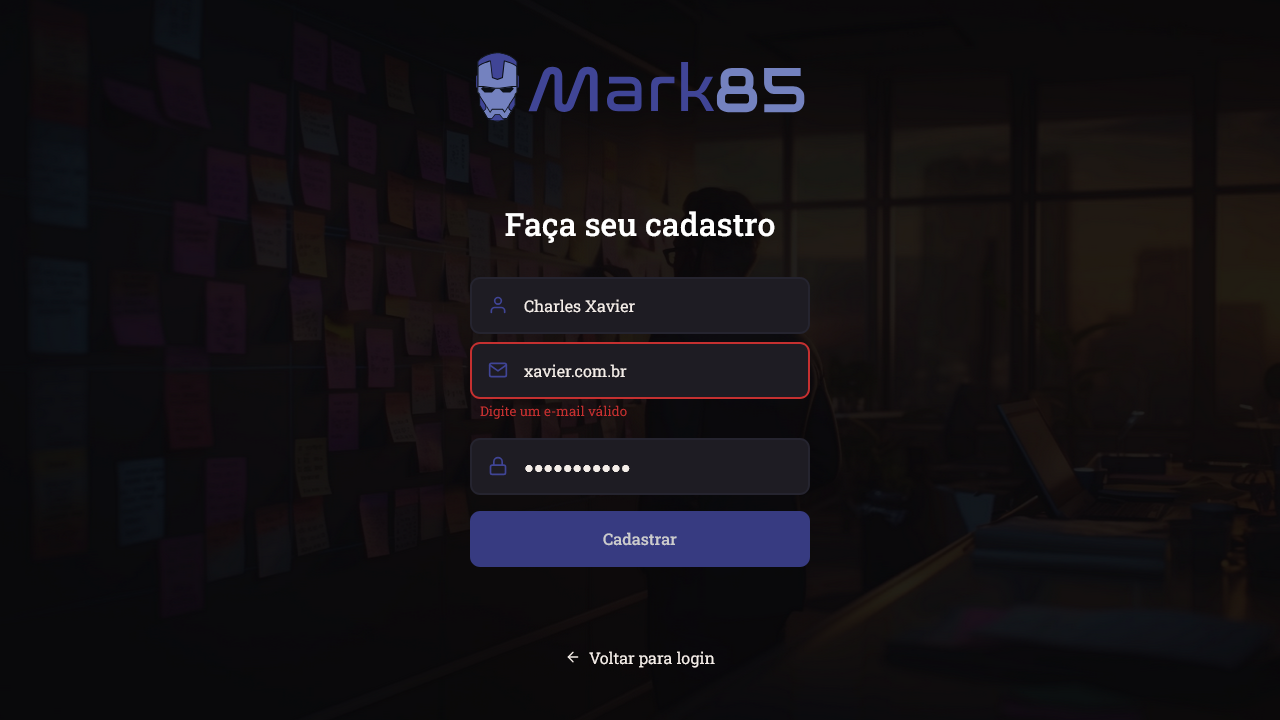 Mark85
Faça seu cadastro
Charles Xavier
xavier.com.br
Digite um e-mail válido
•••••••••••
Cadastrar
Voltar para login